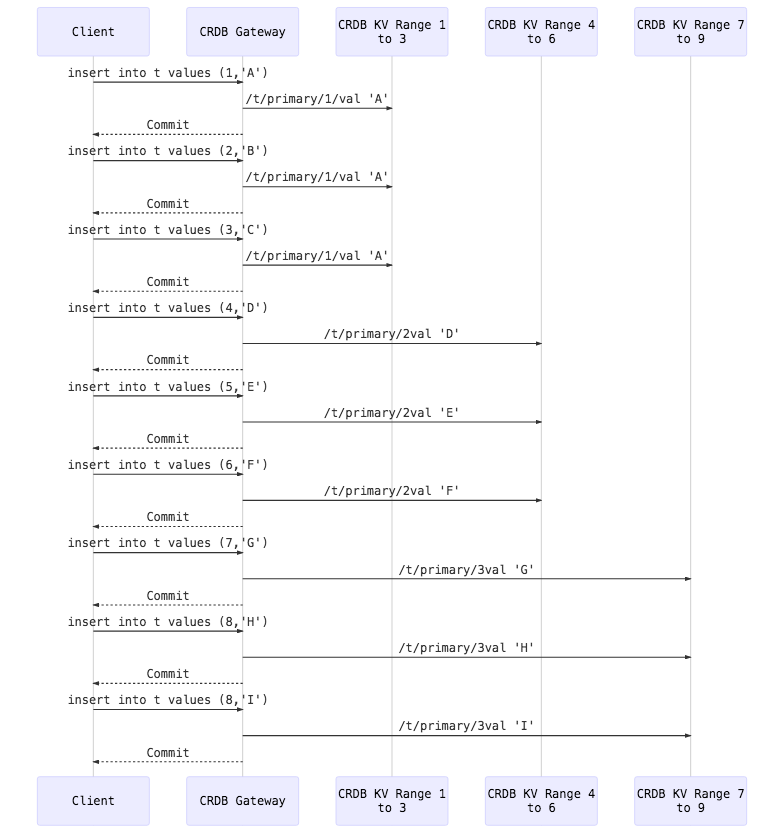 Client
CRDB Gateway
CRDB KV Range 1
to 3
CRDB KV Range 4
to 6
CRDB KV Range 7
to 9
insert into t values (1,'A')
/t/primary/1/val 'A'
Commit
insert into t values (2,'B')
/t/primary/1/val 'A'
Commit
insert into t values (3,'C')
/t/primary/1/val 'A'
Commit
insert into t values (4,'D')
/t/primary/2val 'D'
Commit
insert into t values (5,'E')
/t/primary/2val 'E'
Commit
insert into t values (6,'F')
/t/primary/2val 'F'
Commit
insert into t values (7,'G')
/t/primary/3val 'G'
Commit
insert into t values (8,'H')
/t/primary/3val 'H'
Commit
insert into t values (8,'I')
/t/primary/3val 'I'
Commit
Client
CRDB Gateway
CRDB KV Range 1
to 3
CRDB KV Range 4
to 6
CRDB KV Range 7
to 9